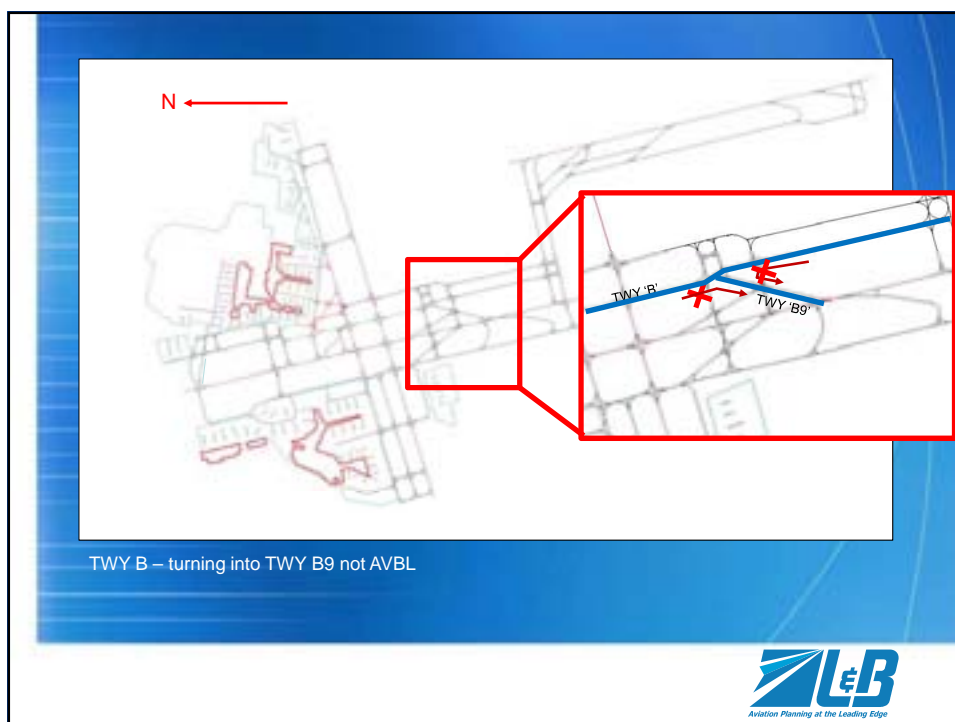 N
TWY 'B'
TWY 'B9'
TWY B – turning into TWY B9 not AVBL
L&B
Aviation Planning at the Leading Edge